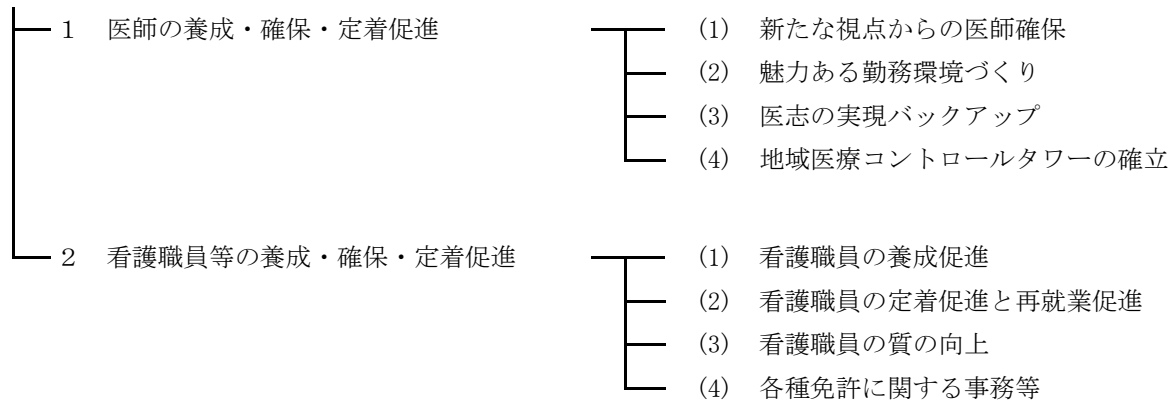 1 医師の養成・確保・定着促進
(1) 新たな視点からの医師確保
(2) 魅力ある勤務環境づくり
(3) 医志の実現バックアップ
(4) 地域医療コントロールタワーの確立
2 看護職員等の養成・確保・定着促進
(1) 看護職員の養成促進
(2) 看護職員の定着促進と再就業促進
(3) 看護職員の質の向上
(4) 各種免許に関する事務等